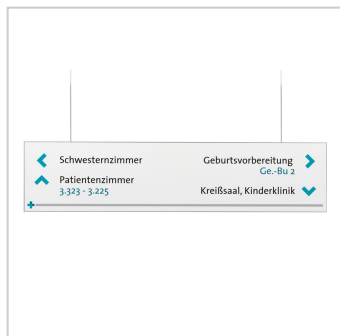 Schwesternzimmer
Patientenzimmer
3.323 - 3.225
Geburtsvorbereitung
Ge.-Bu 2
Kreißsaal, Kinderklinik